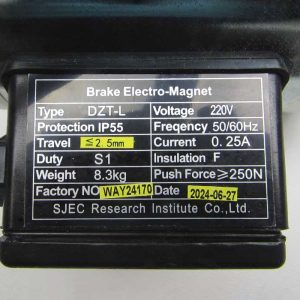 Brake Electro-Magnet
Type DZT-L Voltage 220V
Protection IP55 Freqency 50/60Hz
Travel ≤2.5mm Current 0.25A
Duty S1 Insulation F
Weight 8.3kg Push Force≥250N
Factory NO WAY24170 Date 2024-06-27
SJEC Research Institute Co.,Ltd.